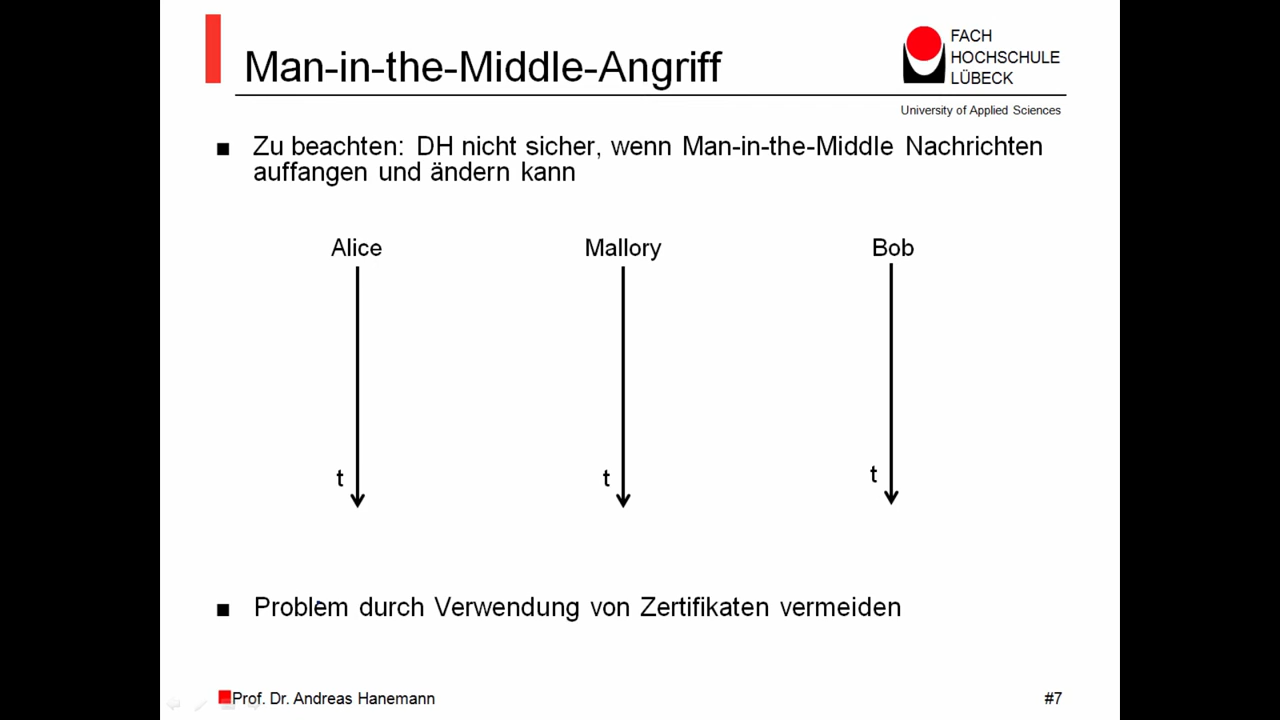 Man-in-the-Middle-Angriff
FACH
HOCHSCHULE
LÜBECK
University of Applied Sciences
Zu beachten: DH nicht sicher, wenn Man-in-the-Middle Nachrichten
auffangen und ändern kann
Alice
Mallory
Bob
t
t
t
Problem durch Verwendung von Zertifikaten vermeiden
Prof. Dr. Andreas Hanemann
#7